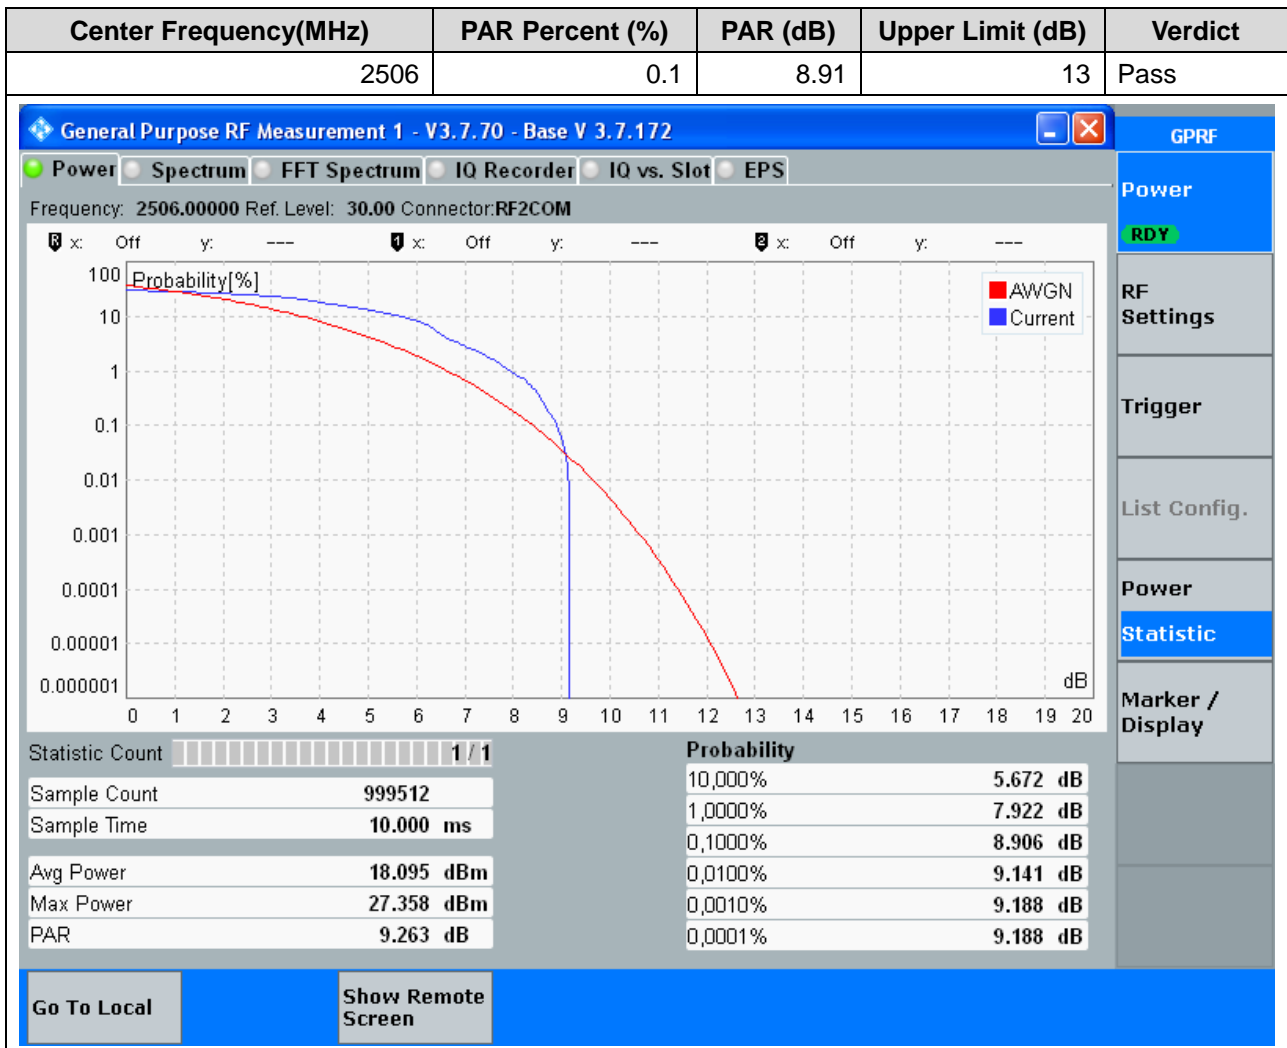 Center Frequency(MHz) PAR Percent (%) PAR (dB) Upper Limit (dB) Verdict
2506 0.1 8.91 13 Pass
General Purpose RF Measurement 1 - V3.7.70 - Base V 3.7.172
GPRF
Power Spectrum FFT Spectrum IQ Recorder IQ vs. Slot EPS
Power
RDY
Frequency: 2506.00000 Ref. Level: 30.00 Connector:RF2COM
R x: Off y: --- 1 x: Off y: --- 2 x: Off y: ---
Probability[%]
AWGN
Current
100
10
1
0.1
0.01
0.001
0.0001
0.00001
0.000001
dB
0 1 2 3 4 5 6 7 8 9 10 11 12 13 14 15 16 17 18 19 20
RF
Settings
Trigger
List Config.
Power
Statistic
Marker /
Display
Statistic Count 1 / 1
Sample Count 999512
Sample Time 10.000 ms
Avg Power 18.095 dBm
Max Power 27.358 dBm
PAR 9.263 dB
Probability
10,000% 5.672 dB
1,0000% 7.922 dB
0,1000% 8.906 dB
0,0100% 9.141 dB
0,0010% 9.188 dB
0,0001% 9.188 dB
Go To Local
Show Remote
Screen